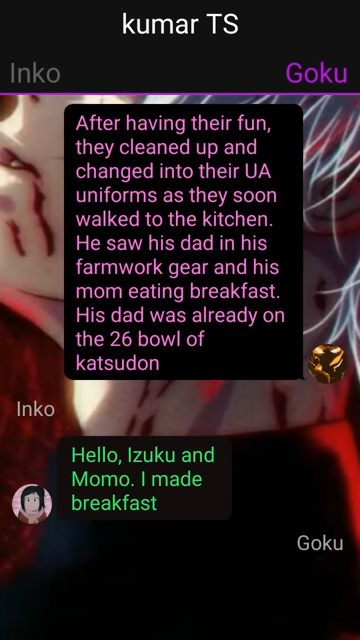 kumar TS
Inko
Goku
After having their fun,
they cleaned up and
changed into their UA
uniforms as they soon
walked to the kitchen.
He saw his dad in his
farmwork gear and his
mom eating breakfast.
His dad was already on
the 26 bowl of
katsudon
Inko
Hello, Izuku and
Momo. I made
breakfast
Goku